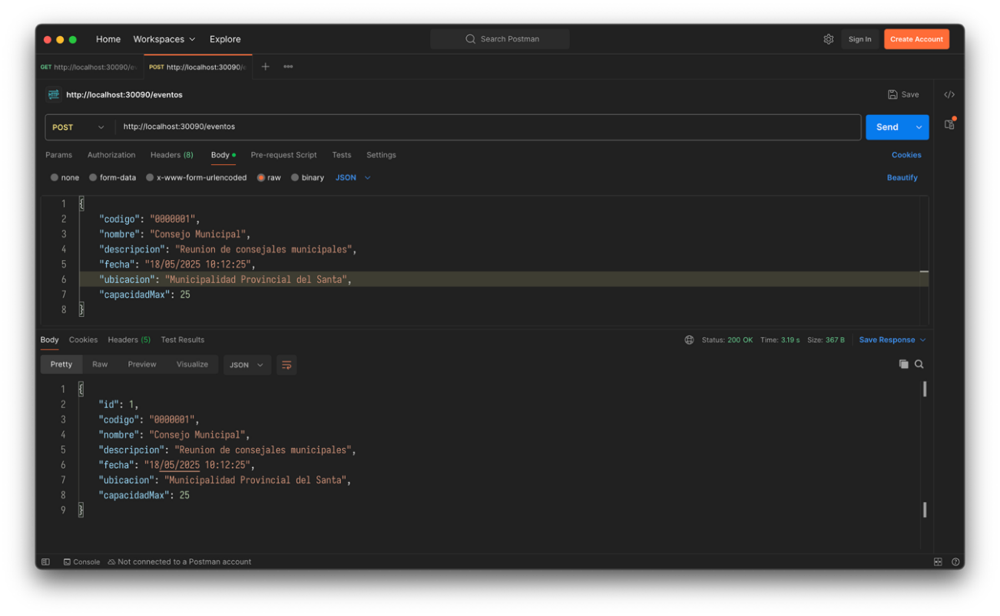 Home Workspaces Explore Search Postman Sign In Create Account
GET http://localhost:30090/ev POST http://localhost:30090/e
HTTP http://localhost:30090/eventos Save
POST http://localhost:30090/eventos Send
Params Authorization Headers (8) Body Pre-request Script Tests Settings Cookies
none form-data x-www-form-urlencoded raw binary JSON Beautify
1 {
2 "codigo": "0000001",
3 "nombre": "Consejo Municipal",
4 "descripcion": "Reunion de consejales municipales",
5 "fecha": "18/05/2025 10:12:25",
6 "ubicacion": "Municipalidad Provincial del Santa",
7 "capacidadMax": 25
8 }
Body Cookies Headers (5) Test Results Status: 200 OK Time: 3.19 s Size: 367 B Save Response
Pretty Raw Preview Visualize JSON
1 {
2 "id": 1,
3 "codigo": "0000001",
4 "nombre": "Consejo Municipal",
5 "descripcion": "Reunion de consejales municipales",
6 "fecha": "18/05/2025 10:12:25",
7 "ubicacion": "Municipalidad Provincial del Santa",
8 "capacidadMax": 25
9 }
Console Not connected to a Postman account